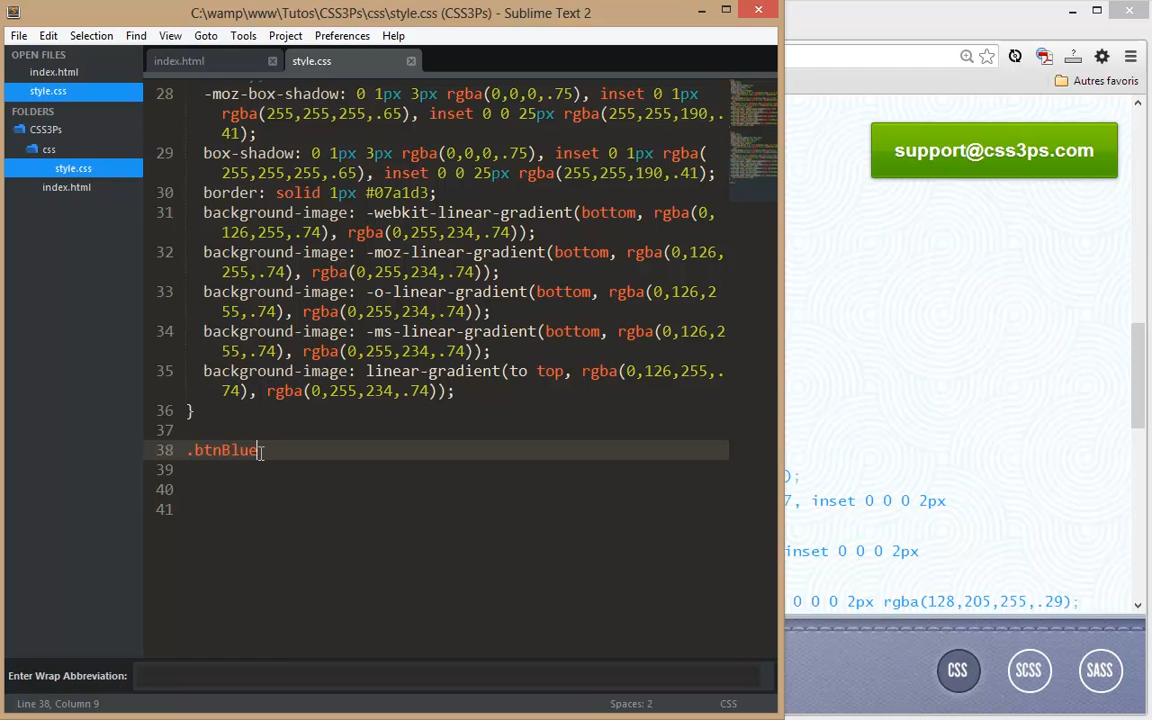 C:\wamp\www\Tutos\CSS3Ps\css\style.css (CSS3Ps) - Sublime Text 2
File Edit Selection Find View Goto Tools Project Preferences Help
OPEN FILES
index.html
style.css
FOLDERS
CSS3Ps
css
style.css
index.html
index.html style.css
28 -moz-box-shadow: 0 1px 3px rgba(0,0,0,.75), inset 0 1px
rgba(255,255,255,.65), inset 0 0 25px rgba(255,255,190,.
41);
29 box-shadow: 0 1px 3px rgba(0,0,0,.75), inset 0 1px rgba(
255,255,255,.65), inset 0 0 25px rgba(255,255,190,.41);
30 border: solid 1px #07a1d3;
31 background-image: -webkit-linear-gradient(bottom, rgba(0,
126,255,.74), rgba(0,255,234,.74));
32 background-image: -moz-linear-gradient(bottom, rgba(0,126,
255,.74), rgba(0,255,234,.74));
33 background-image: -o-linear-gradient(bottom, rgba(0,126,2
55,.74), rgba(0,255,234,.74));
34 background-image: -ms-linear-gradient(bottom, rgba(0,126,2
55,.74), rgba(0,255,234,.74));
35 background-image: linear-gradient(to top, rgba(0,126,255,.
74), rgba(0,255,234,.74));
36 }
37
38 .btnBlue
39
40
41
Enter Wrap Abbreviation:
Line 38, Column 9 Spaces: 2 CSS
Autres favoris
support@css3ps.com
);
7, inset 0 0 0 2px
inset 0 0 0 2px
0 0 0 2px rgba(128,205,255,.29);
CSS SCSS SASS